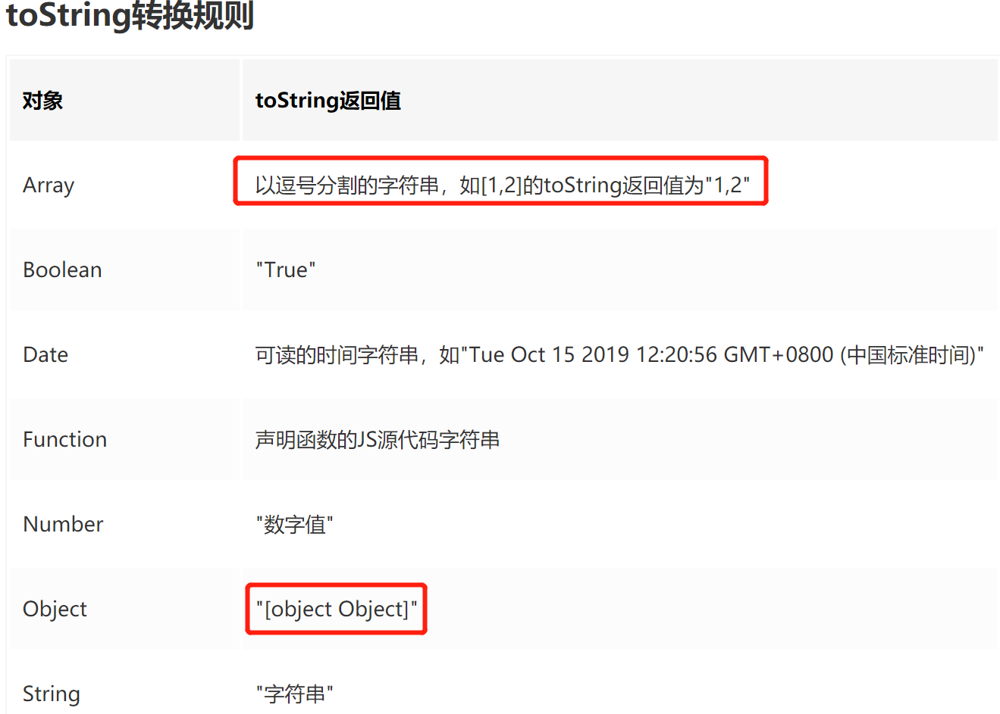 toString转换规则
对象 toString返回值
Array 以逗号分割的字符串，如[1,2]的toString返回值为"1,2"
Boolean "True"
Date 可读的时间字符串，如"Tue Oct 15 2019 12:20:56 GMT+0800 (中国标准时间)"
Function 声明函数的JS源代码字符串
Number "数字值"
Object "[object Object]"
String "字符串"